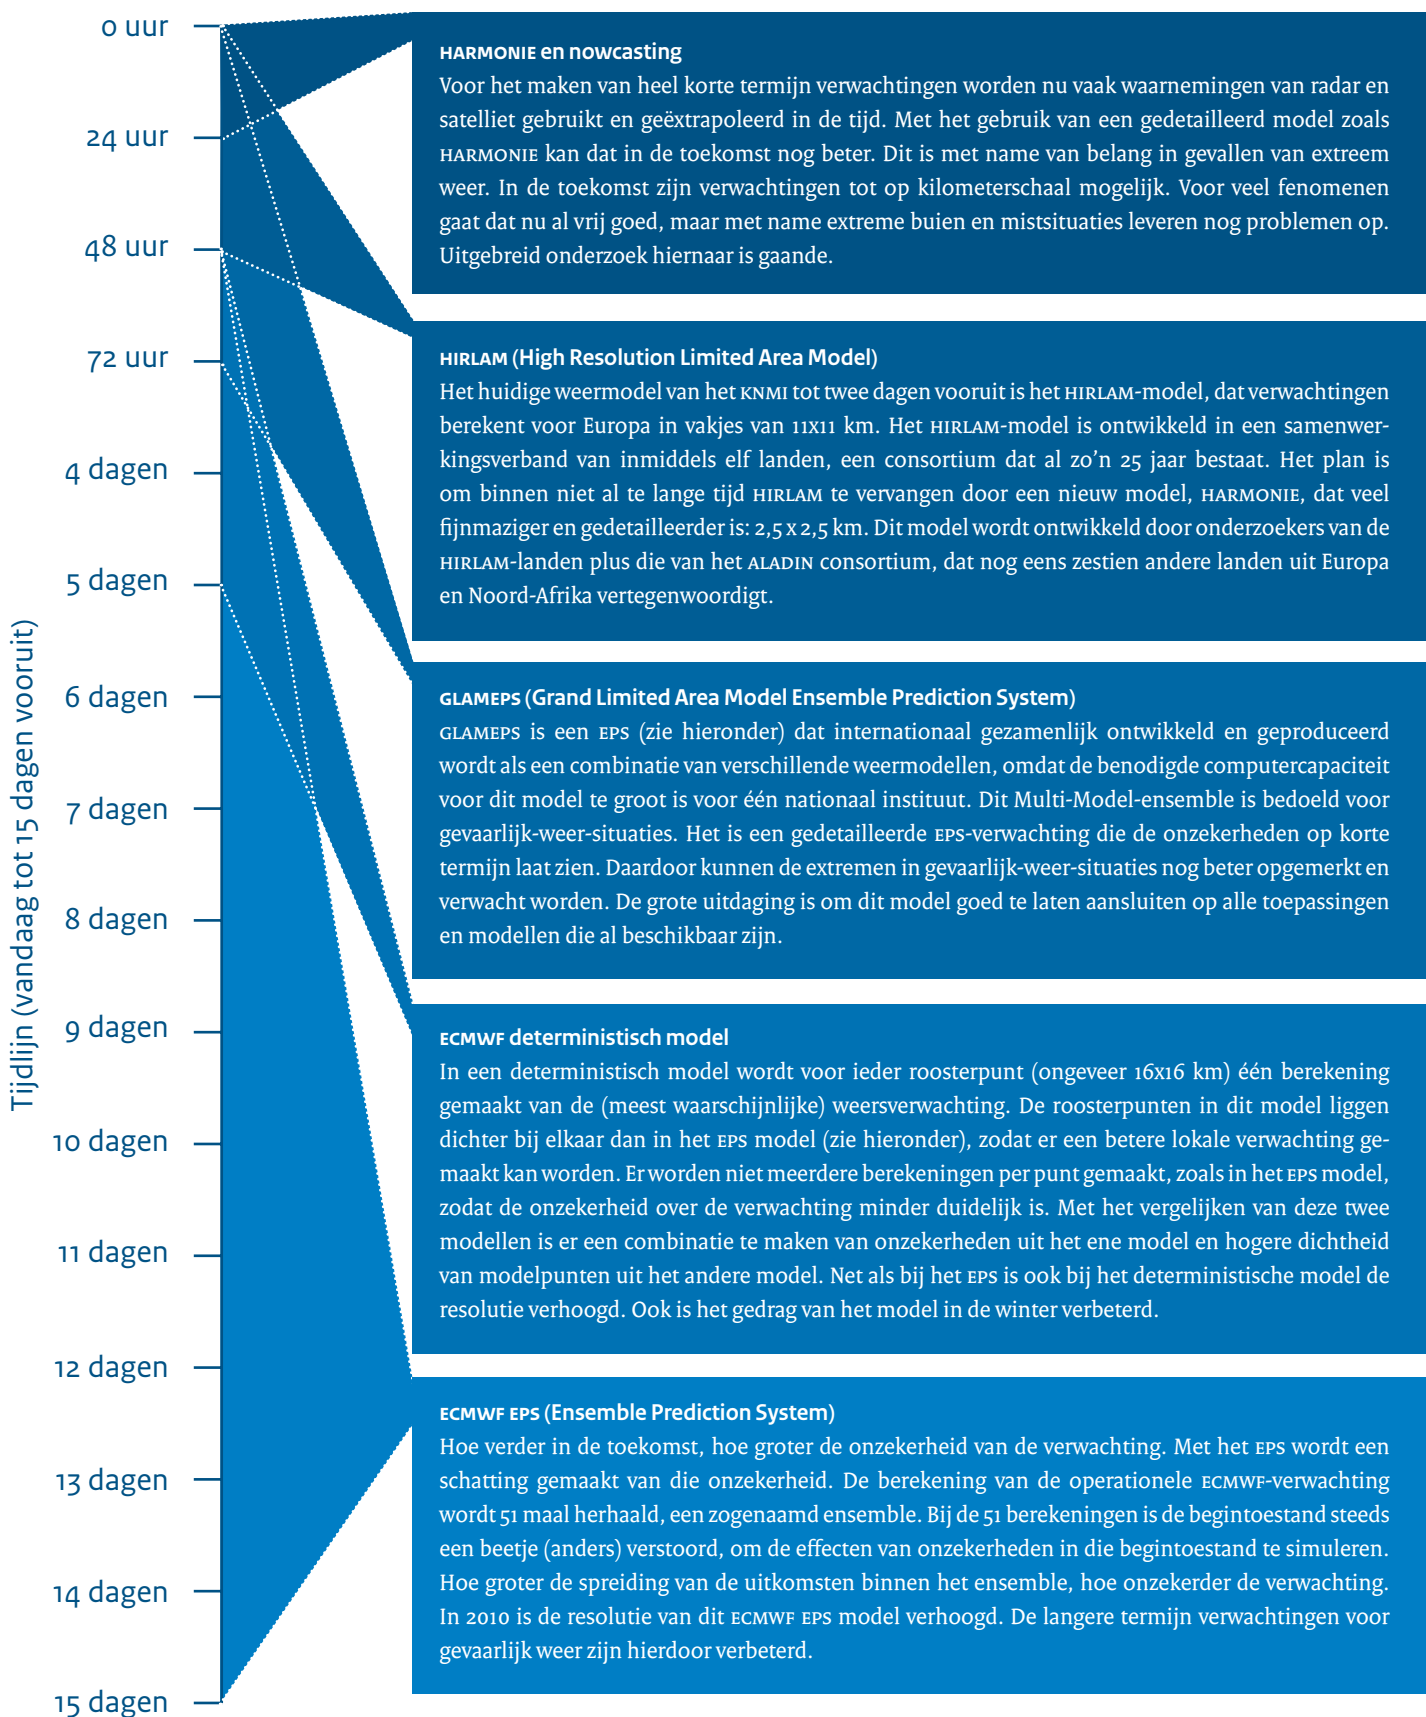 Tijdlijn (vandaag tot 15 dagen vooruit)
0 uur
24 uur
48 uur
72 uur
4 dagen
5 dagen
6 dagen
7 dagen
8 dagen
9 dagen
10 dagen
11 dagen
12 dagen
13 dagen
14 dagen
15 dagen
HARMONIE en nowcasting
Voor het maken van heel korte termijn verwachtingen worden nu vaak waarnemingen van radar en
satelliet gebruikt en geëxtrapoleerd in de tijd. Met het gebruik van een gedetailleerd model zoals
HARMONIE kan dat in de toekomst nog beter. Dit is met name van belang in gevallen van extreem
weer. In de toekomst zijn verwachtingen tot op kilometerschaal mogelijk. Voor veel fenomenen
gaat dat nu al vrij goed, maar met name extreme buien en mistsituaties leveren nog problemen op.
Uitgebreid onderzoek hiernaar is gaande.
HIRLAM (High Resolution Limited Area Model)
Het huidige weermodel van het KNMI tot twee dagen vooruit is het HIRLAM-model, dat verwachtingen
berekent voor Europa in vakjes van 11x11 km. Het HIRLAM-model is ontwikkeld in een samenwer-
kingsverband van inmiddels elf landen, een consortium dat al zo'n 25 jaar bestaat. Het plan is
om binnen niet al te lange tijd HIRLAM te vervangen door een nieuw model, HARMONIE, dat veel
fijnmaziger en gedetailleerder is: 2,5 x 2,5 km. Dit model wordt ontwikkeld door onderzoekers van de
HIRLAM-landen plus die van het ALADIN consortium, dat nog eens zestien andere landen uit Europa
en Noord-Afrika vertegenwoordigt.
GLAMEPS (Grand Limited Area Model Ensemble Prediction System)
GLAMEPS is een EPS (zie hieronder) dat internationaal gezamenlijk ontwikkeld en geproduceerd
wordt als een combinatie van verschillende weermodellen, omdat de benodigde computercapaciteit
voor dit model te groot is voor één nationaal instituut. Dit Multi-Model-ensemble is bedoeld voor
gevaarlijk-weer-situaties. Het is een gedetailleerde EPS-verwachting die de onzekerheden op korte
termijn laat zien. Daardoor kunnen de extremen in gevaarlijk-weer-situaties nog beter opgemerkt en
verwacht worden. De grote uitdaging is om dit model goed te laten aansluiten op alle toepassingen
en modellen die al beschikbaar zijn.
ECMWF deterministisch model
In een deterministisch model wordt voor ieder roosterpunt (ongeveer 16x16 km) één berekening
gemaakt van de (meest waarschijnlijke) weersverwachting. De roosterpunten in dit model liggen
dichter bij elkaar dan in het EPS model (zie hieronder), zodat er een betere lokale verwachting ge-
maakt kan worden. Er worden niet meerdere berekeningen per punt gemaakt, zoals in het EPS model,
zodat de onzekerheid over de verwachting minder duidelijk is. Met het vergelijken van deze twee
modellen is er een combinatie te maken van onzekerheden uit het ene model en hogere dichtheid
van modelpunten uit het andere model. Net als bij het EPS is ook bij het deterministische model de
resolutie verhoogd. Ook is het gedrag van het model in de winter verbeterd.
ECMWF EPS (Ensemble Prediction System)
Hoe verder in de toekomst, hoe groter de onzekerheid van de verwachting. Met het EPS wordt een
schatting gemaakt van die onzekerheid. De berekening van de operationele ECMWF-verwachting
wordt 51 maal herhaald, een zogenaamd ensemble. Bij de 51 berekeningen is de begintoestand steeds
een beetje (anders) verstoord, om de effecten van onzekerheden in die begintoestand te simuleren.
Hoe groter de spreiding van de uitkomsten binnen het ensemble, hoe onzekerder de verwachting.
In 2010 is de resolutie van dit ECMWF EPS model verhoogd. De langere termijn verwachtingen voor
gevaarlijk weer zijn hierdoor verbeterd.